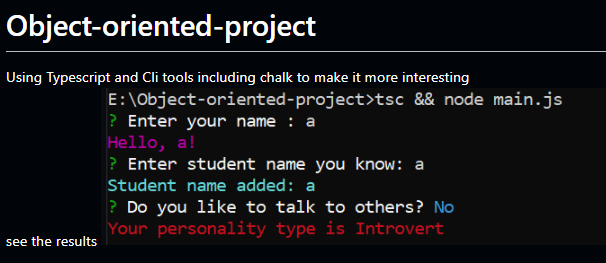 Object-oriented-project
Using Typescript and Cli tools including chalk to make it more interesting
E:\Object-oriented-project>tsc && node main.js
? Enter your name : a
Hello, a!
? Enter student name you know: a
Student name added: a
? Do you like to talk to others? No
Your personality type is Introvert
see the results